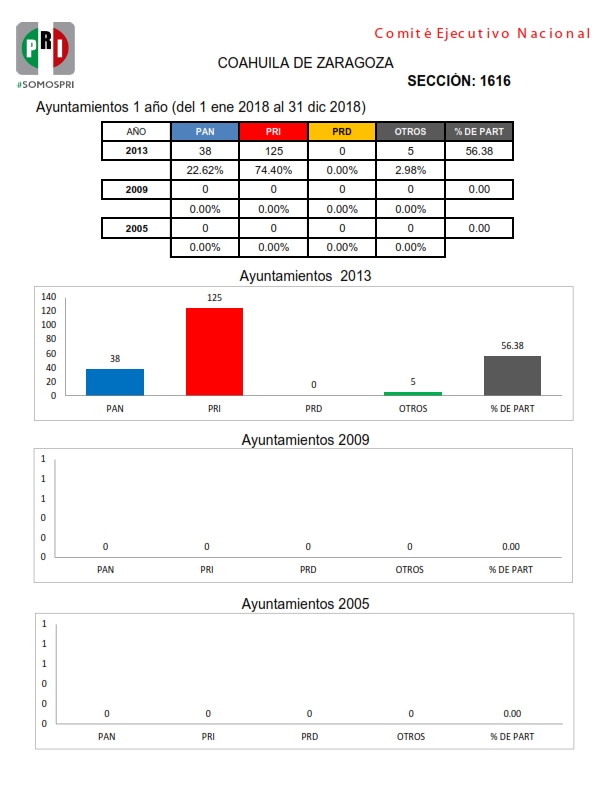 PRI
#SOMOSPRI
Comité Ejecutivo Nacional
COAHUILA DE ZARAGOZA
SECCIÓN: 1616
Ayuntamientos 1 año (del 1 ene 2018 al 31 dic 2018)
AÑO PAN PRI PRD OTROS % DE PART
2013 38 125 0 5 56.38
22.62% 74.40% 0.00% 2.98%
2009 0 0 0 0 0.00
0.00% 0.00% 0.00% 0.00%
2005 0 0 0 0 0.00
0.00% 0.00% 0.00% 0.00%
Ayuntamientos 2013
140
120
100
80
60
40
20
0
38 125 0 5 56.38
PAN PRI PRD OTROS % DE PART
Ayuntamientos 2009
1
1
1
0
0
0
0 0 0 0 0.00
PAN PRI PRD OTROS % DE PART
Ayuntamientos 2005
1
1
1
0
0
0
0 0 0 0 0.00
PAN PRI PRD OTROS % DE PART